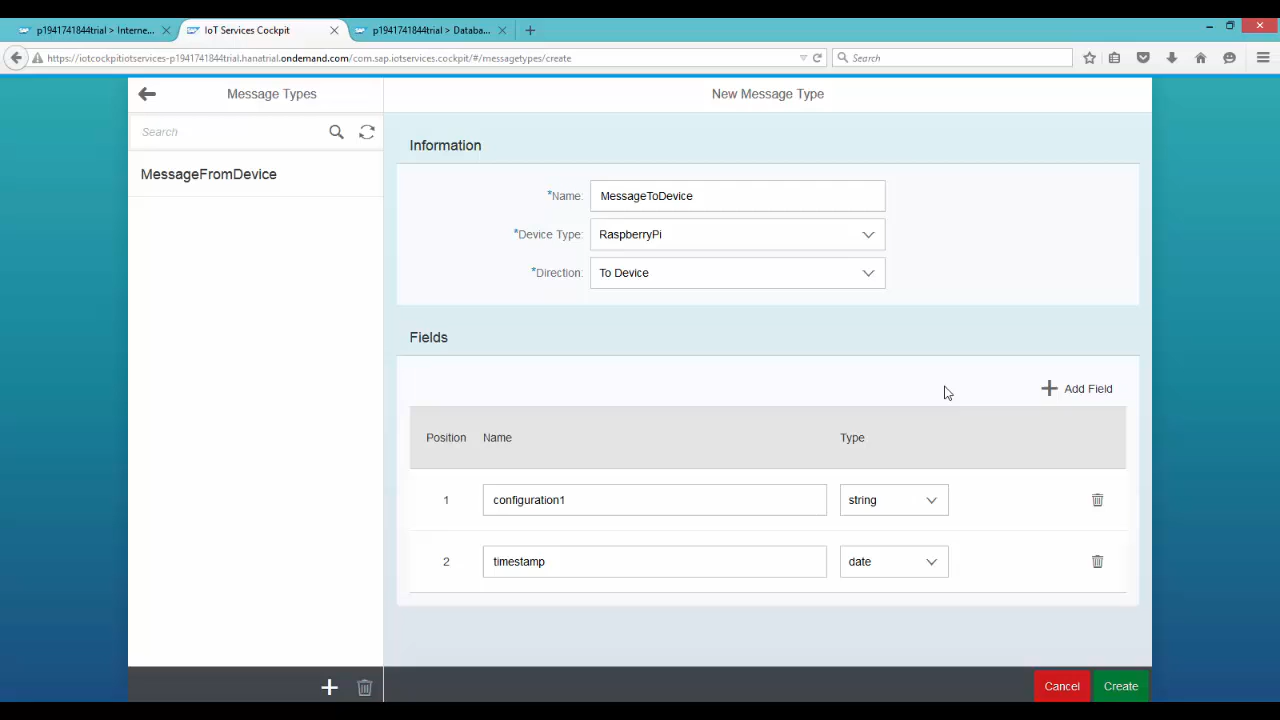 p1941741844trial > Interne...
IoT Services Cockpit
p1941741844trial > Databa...
https://iotcockpitiotservices-p1941741844trial.hanatrial.ondemand.com/com.sap.iotservices.cockpit/#/messagetypes/create
Search
Message Types
New Message Type
Search
MessageFromDevice
Information
*Name: MessageToDevice
*Device Type: RaspberryPi
*Direction: To Device
Fields
Add Field
Position Name Type
1 configuration1 string
2 timestamp date
Cancel Create